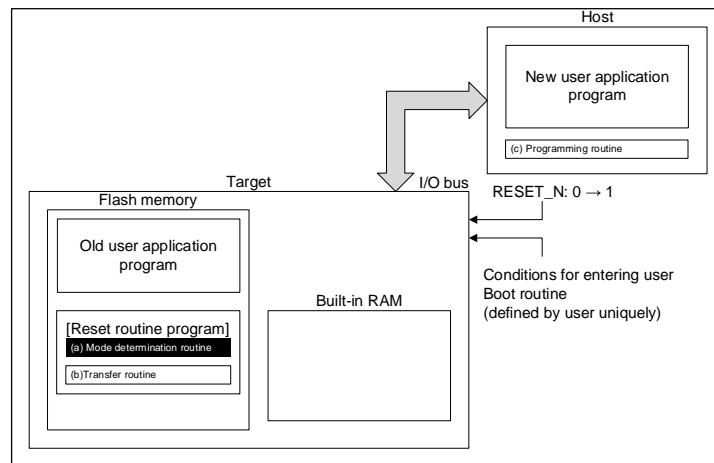 Host
New user application
program
(c) Programming routine
Target
I/O bus
RESET_N: 0 → 1
Flash memory
Old user application
program
Conditions for entering user
Boot routine
(defined by user uniquely)
Built-in RAM
[Reset routine program]
(a) Mode determination routine
(b)Transfer routine